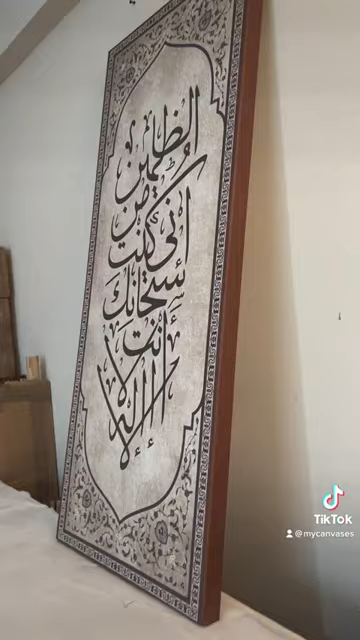 لا إله إلا
أنت
سبحانك
إني كنت
من
الظالمين
TikTok
@mycanvases